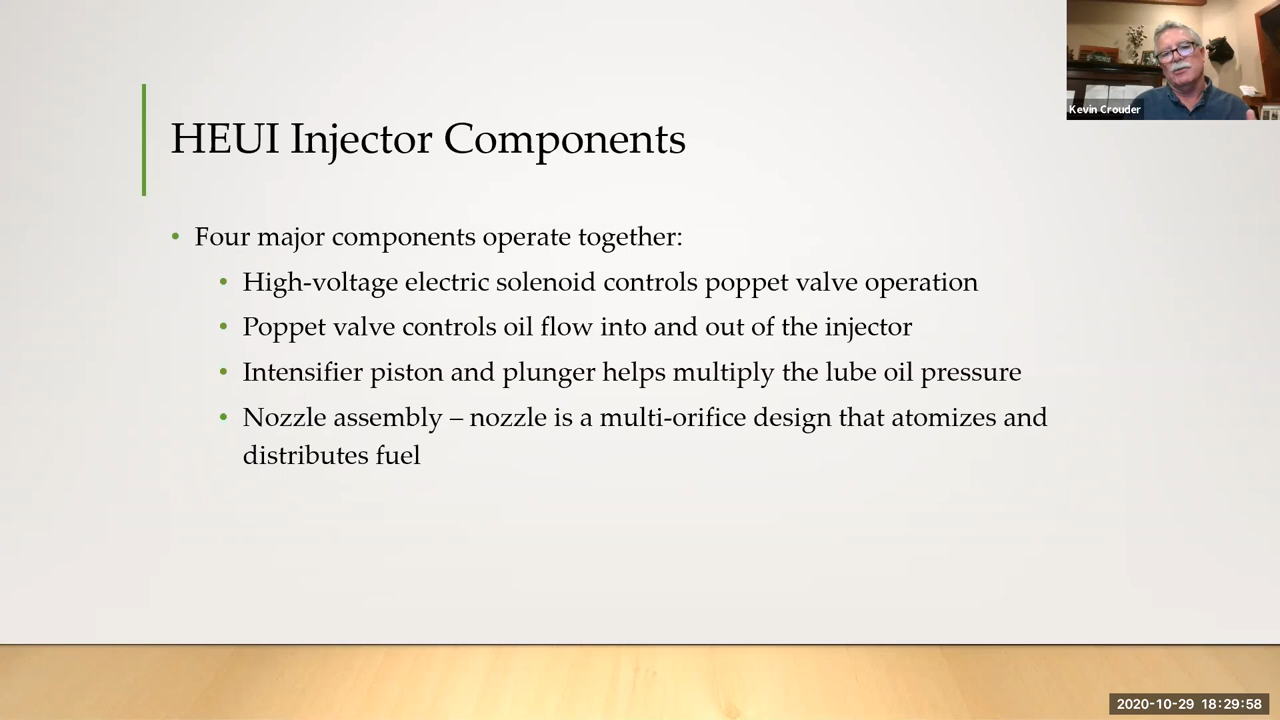 HEUI Injector Components
• Four major components operate together:
• High-voltage electric solenoid controls poppet valve operation
• Poppet valve controls oil flow into and out of the injector
• Intensifier piston and plunger helps multiply the lube oil pressure
• Nozzle assembly – nozzle is a multi-orifice design that atomizes and
distributes fuel
Kevin Crouder
2020-10-29 18:29:58